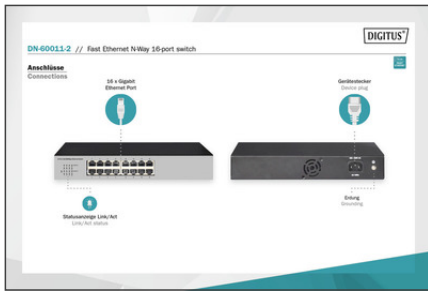 DIGITUS®
DN-60011-2 // Fast Ethernet N-Way 16-port switch
Anschlüsse
Connections
16 x Gigabit
Ethernet Port
Gerätestecker
Device plug
Statusanzeige Link/Act
Link/Act status
Erdung
Grounding